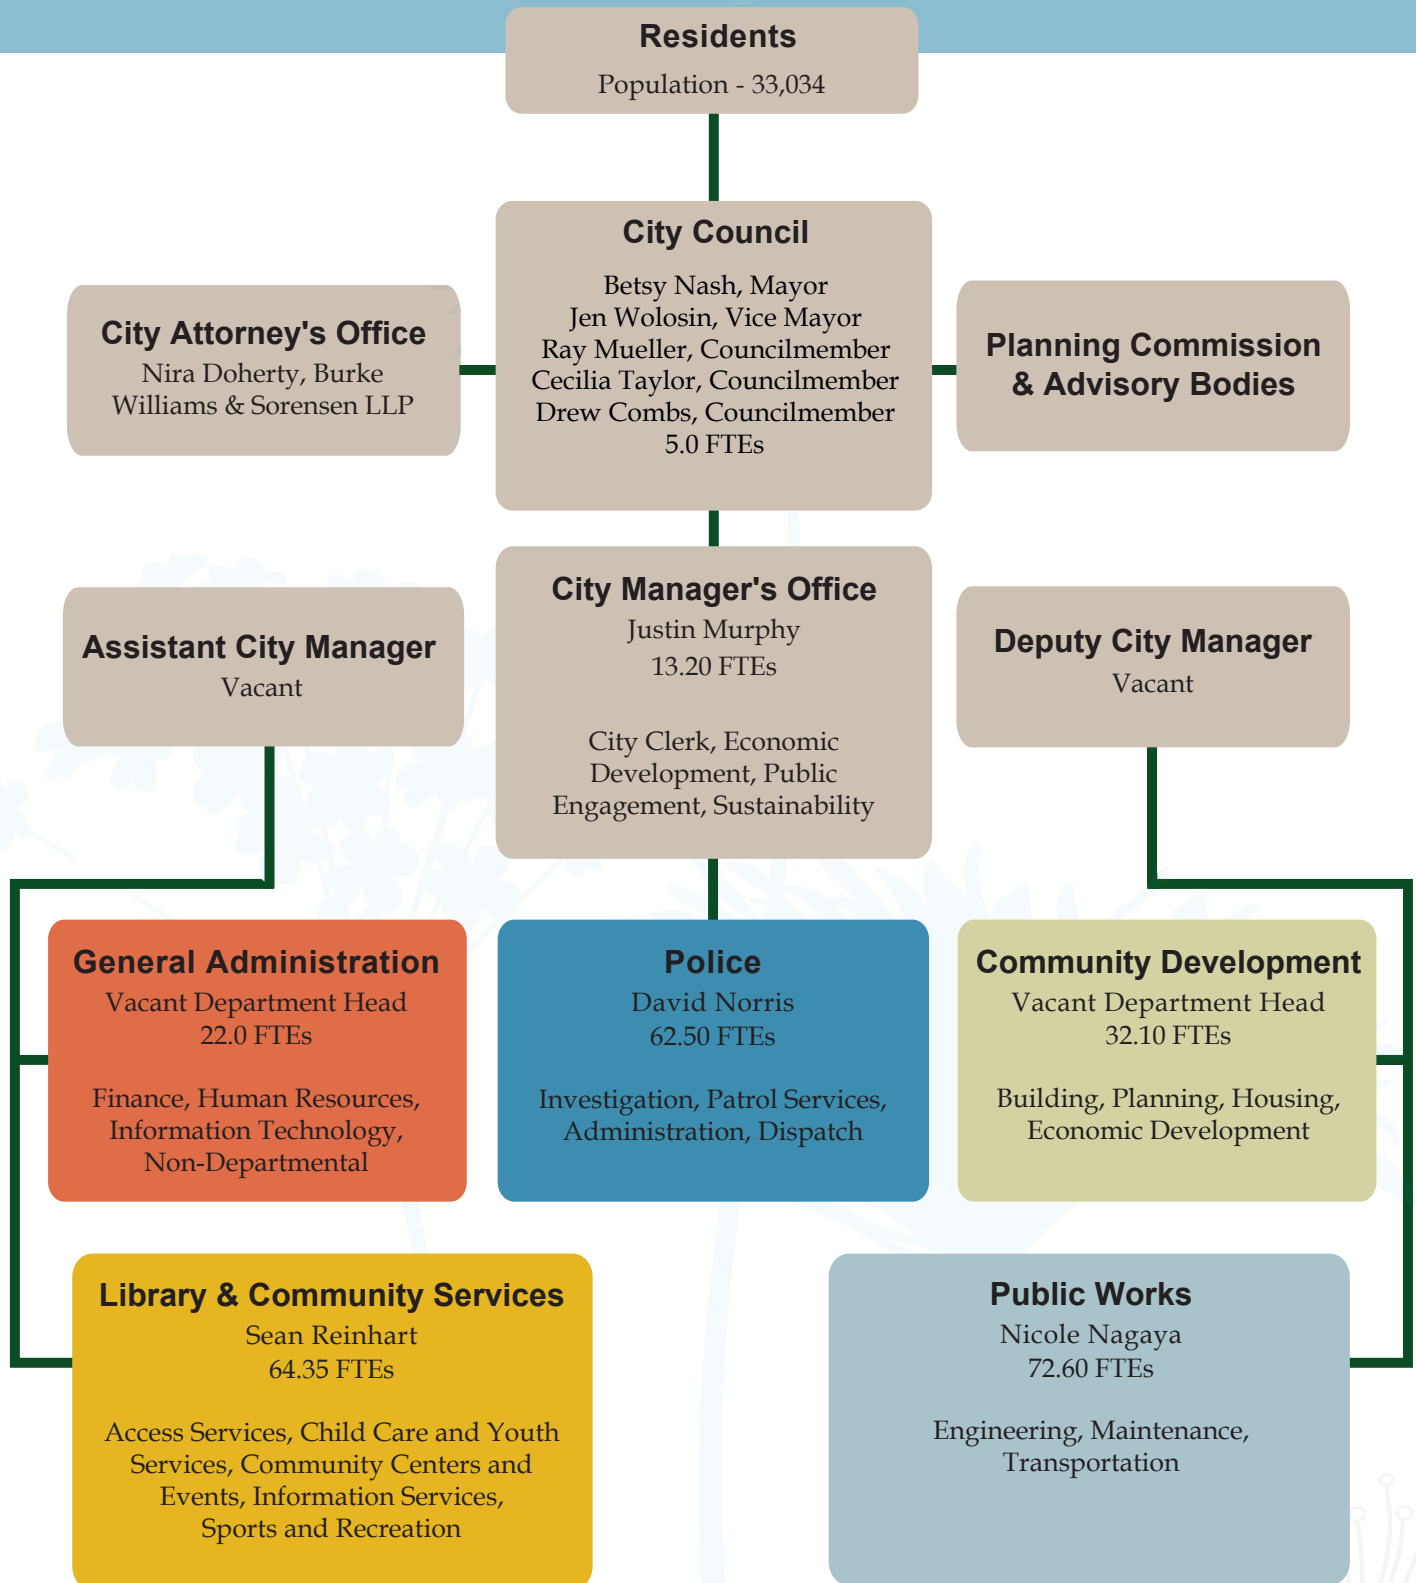 Residents
Population - 33,034
City Council
Betsy Nash, Mayor
Jen Wolosin, Vice Mayor
Ray Mueller, Councilmember
Cecilia Taylor, Councilmember
Drew Combs, Councilmember
5.0 FTEs
City Attorney's Office
Nira Doherty, Burke
Williams & Sorensen LLP
Planning Commission
& Advisory Bodies
City Manager's Office
Justin Murphy
13.20 FTEs
City Clerk, Economic
Development, Public
Engagement, Sustainability
Assistant City Manager
Vacant
Deputy City Manager
Vacant
General Administration
Vacant Department Head
22.0 FTEs
Finance, Human Resources,
Information Technology,
Non-Departmental
Police
David Norris
62.50 FTEs
Investigation, Patrol Services,
Administration, Dispatch
Community Development
Vacant Department Head
32.10 FTEs
Building, Planning, Housing,
Economic Development
Library & Community Services
Sean Reinhart
64.35 FTEs
Access Services, Child Care and Youth
Services, Community Centers and
Events, Information Services,
Sports and Recreation
Public Works
Nicole Nagaya
72.60 FTEs
Engineering, Maintenance,
Transportation